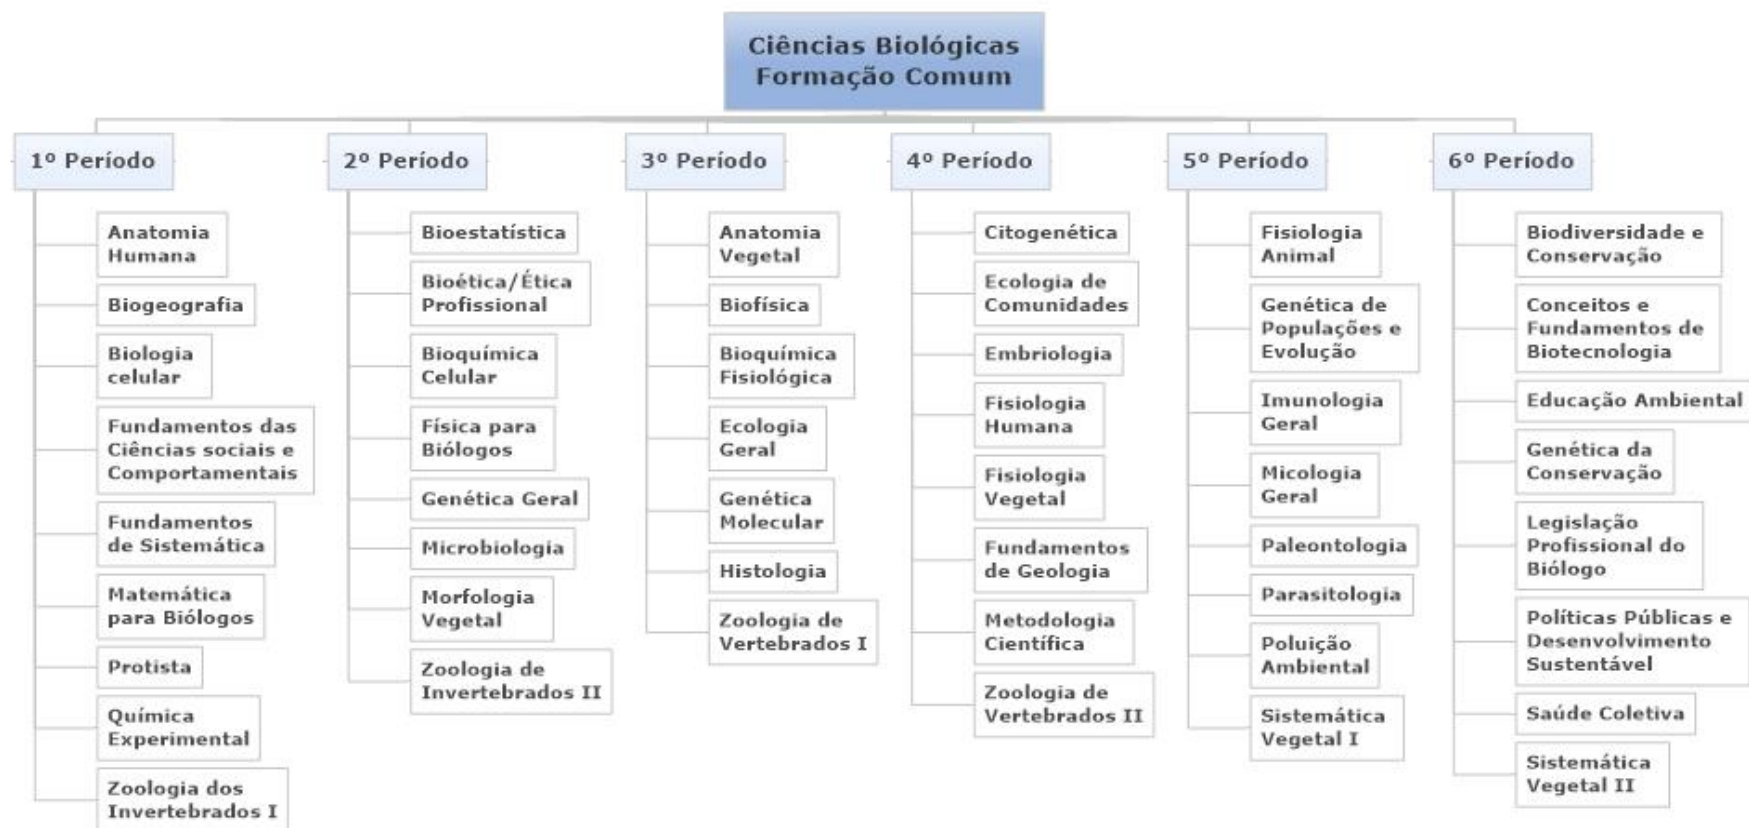 Ciências Biológicas
Formação Comum
1º Período
Anatomia
Humana
Biogeografia
Biologia
celular
Fundamentos das
Ciências sociais e
Comportamentais
Fundamentos
de Sistemática
Matemática
para Biólogos
Protista
Química
Experimental
Zoologia dos
Invertebrados I
2º Período
Bioestatística
Bioética/Ética
Profissional
Bioquímica
Celular
Física para
Biólogos
Genética Geral
Microbiologia
Morfologia
Vegetal
Zoologia de
Invertebrados II
3º Período
Anatomia
Vegetal
Biofísica
Bioquímica
Fisiológica
Ecologia
Geral
Genética
Molecular
Histologia
Zoologia de
Vertebrados I
4º Período
Citogenética
Ecologia de
Comunidades
Embriologia
Fisiologia
Humana
Fisiologia
Vegetal
Fundamentos
de Geologia
Metodologia
Científica
Zoologia de
Vertebrados II
5º Período
Fisiologia
Animal
Genética de
Populações e
Evolução
Imunologia
Geral
Micologia
Geral
Paleontologia
Parasitologia
Poluição
Ambiental
Sistemática
Vegetal I
6º Período
Biodiversidade e
Conservação
Conceitos e
Fundamentos de
Biotecnologia
Educação Ambiental
Genética da
Conservação
Legislação
Profissional do
Biólogo
Políticas Públicas e
Desenvolvimento
Sustentável
Saúde Coletiva
Sistemática
Vegetal II